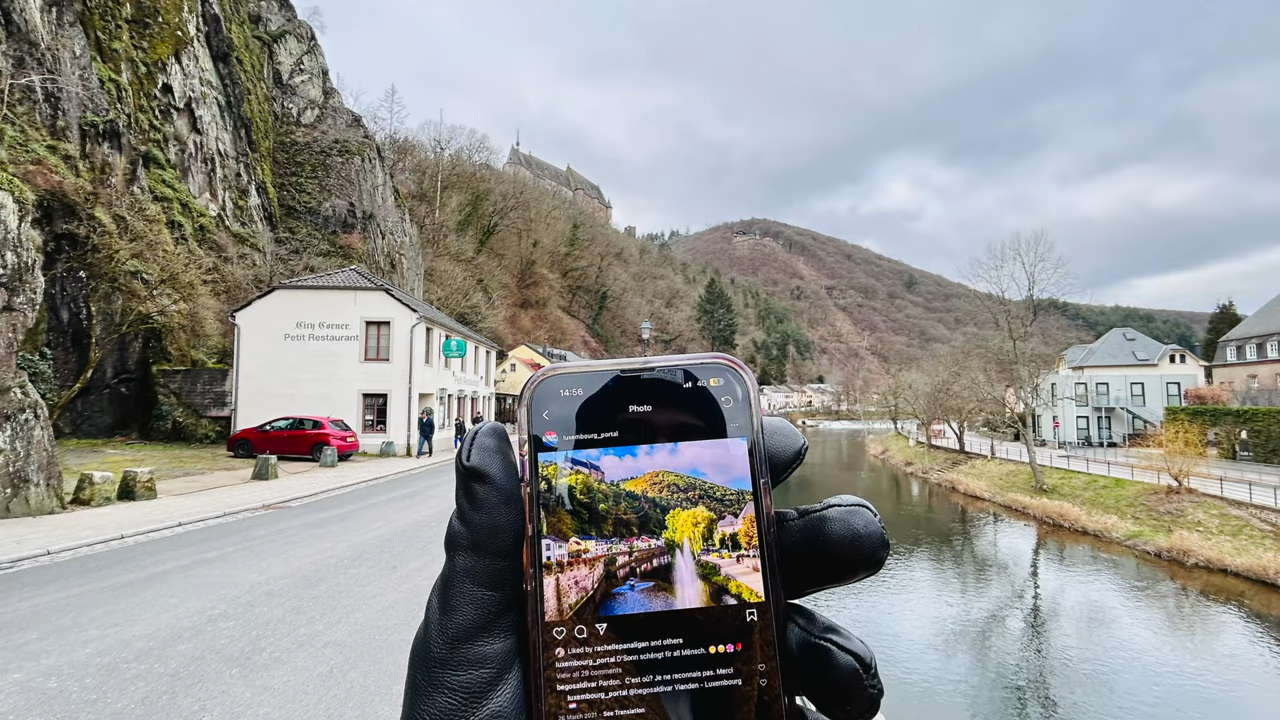 City Corner
Petit Restaurant
14:56
4G
Photo
luxembourg_portal
Liked by rachellepanaligan and others
luxembourg_portal D'Sonn schéngt fir all Mënsch.
View all 29 comments
begosaldivar Pardon. C'est où? Je ne reconnais pas. Merci
luxembourg_portal @begosaldivar Vianden - Luxembourg
26 March 2021 · See Translation